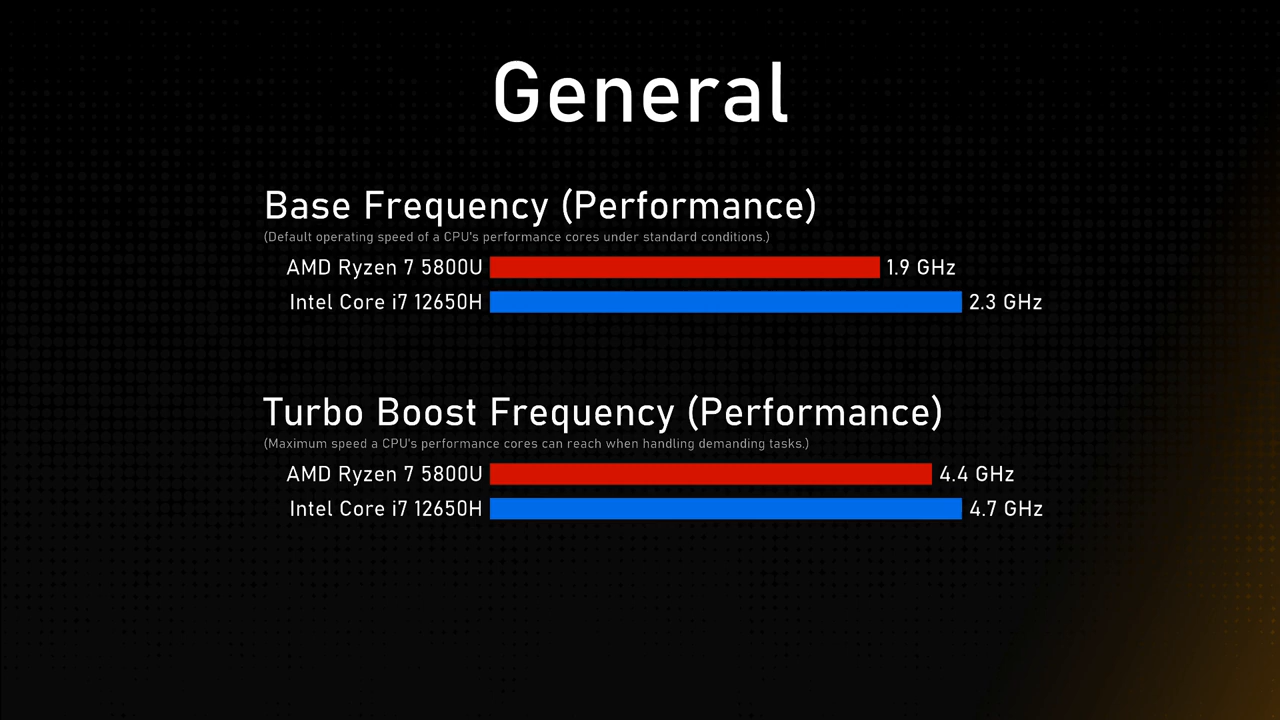 General
Base Frequency (Performance)
(Default operating speed of a CPU's performance cores under standard conditions.)
AMD Ryzen 7 5800U 1.9 GHz
Intel Core i7 12650H 2.3 GHz
Turbo Boost Frequency (Performance)
(Maximum speed a CPU's performance cores can reach when handling demanding tasks.)
AMD Ryzen 7 5800U 4.4 GHz
Intel Core i7 12650H 4.7 GHz